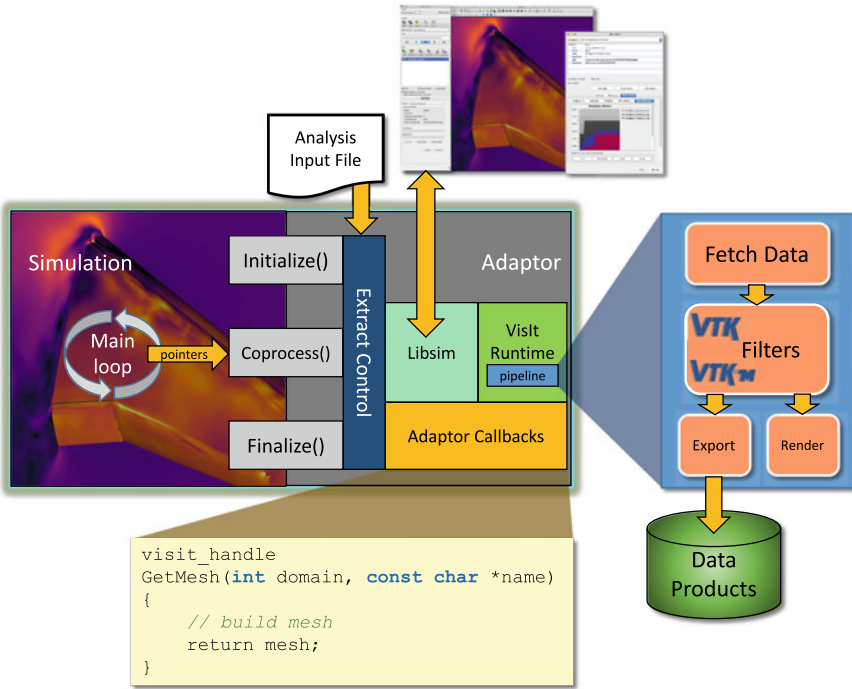 Analysis
Input File
Simulation
Initialize()
Adaptor
Main
loop
pointers
Coprocess()
Extract Control
Libsim
VisIt
Runtime
pipeline
Finalize()
Adaptor Callbacks
Fetch Data
VTK
VTKm
Filters
Export
Render
Data
Products
visit_handle
GetMesh(int domain, const char *name)
{
// build mesh
return mesh;
}